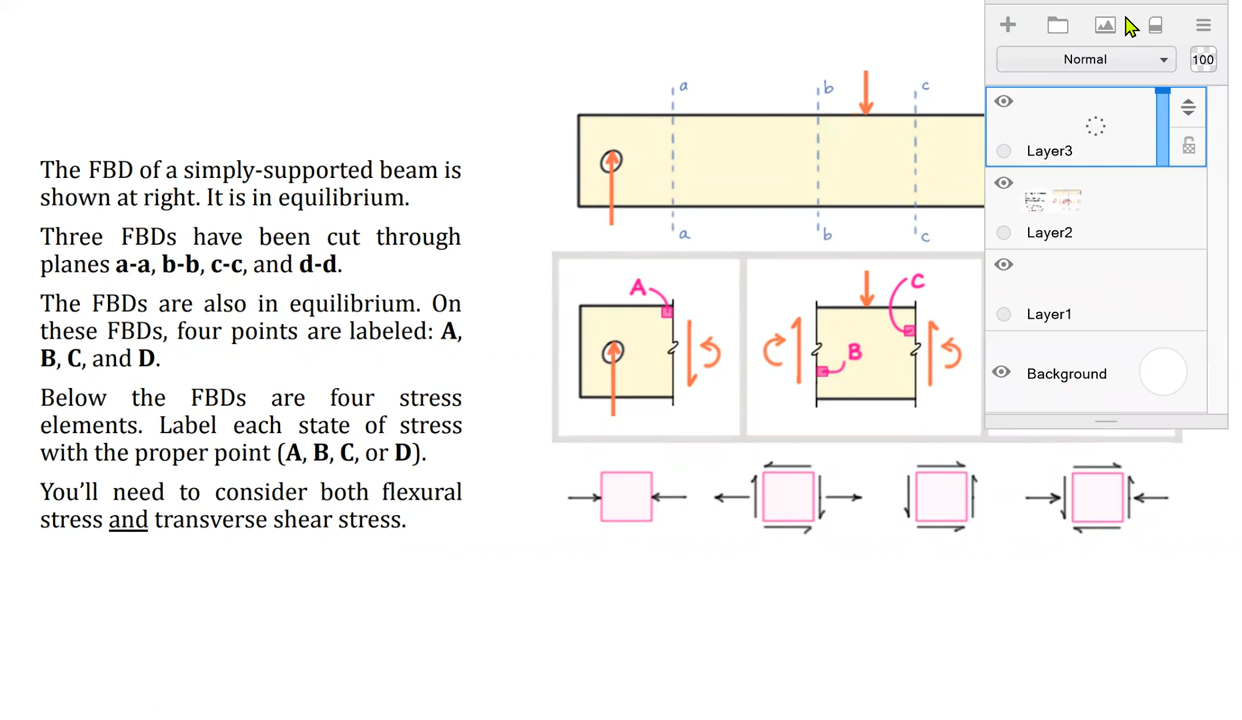 The FBD of a simply-supported beam is
shown at right. It is in equilibrium.
Three FBDs have been cut through
planes a-a, b-b, c-c, and d-d.
The FBDs are also in equilibrium. On
these FBDs, four points are labeled: A,
B, C, and D.
Below the FBDs are four stress
elements. Label each state of stress
with the proper point (A, B, C, or D).
You'll need to consider both flexural
stress and transverse shear stress.
a
b
c
a
b
c
A
B
C
Normal
100
Layer3
Layer2
Layer1
Background